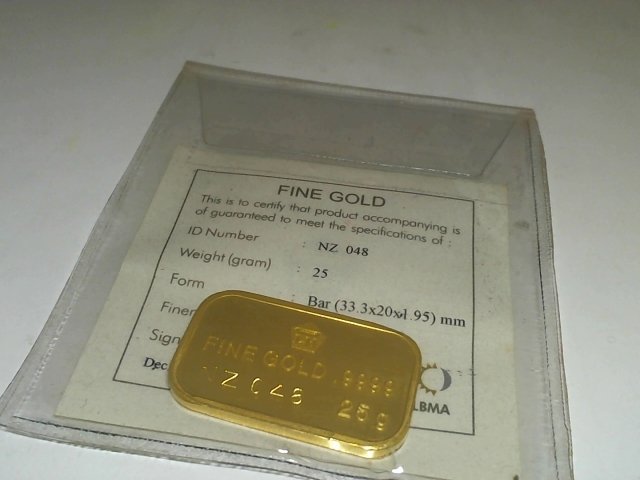 FINE GOLD
This is to certify that product accompanying is
of guaranteed to meet the specifications of :
ID Number : NZ 048
Weight (gram) : 25
Form : Bar (33.3x20x1.95) mm
LBMA
FINE GOLD 9999
NZ 048 25g